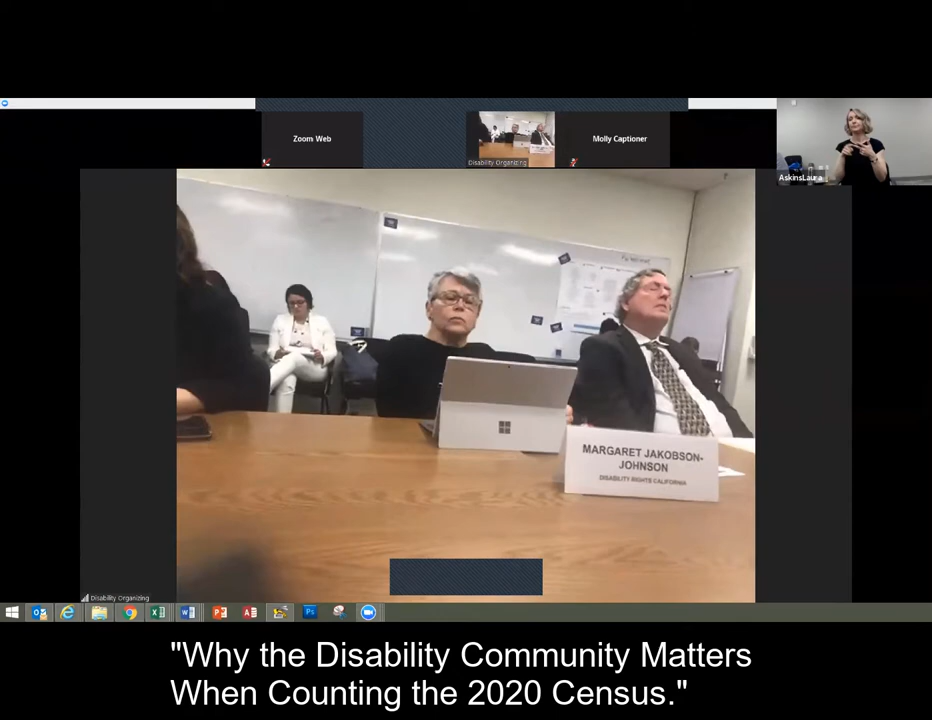 Zoom Web
Disability Organizing
Molly Captioner
AskinsLaura
MARGARET JAKOBSON-
JOHNSON
DISABILITY RIGHTS CALIFORNIA
Disability Organizing
"Why the Disability Community Matters
When Counting the 2020 Census."